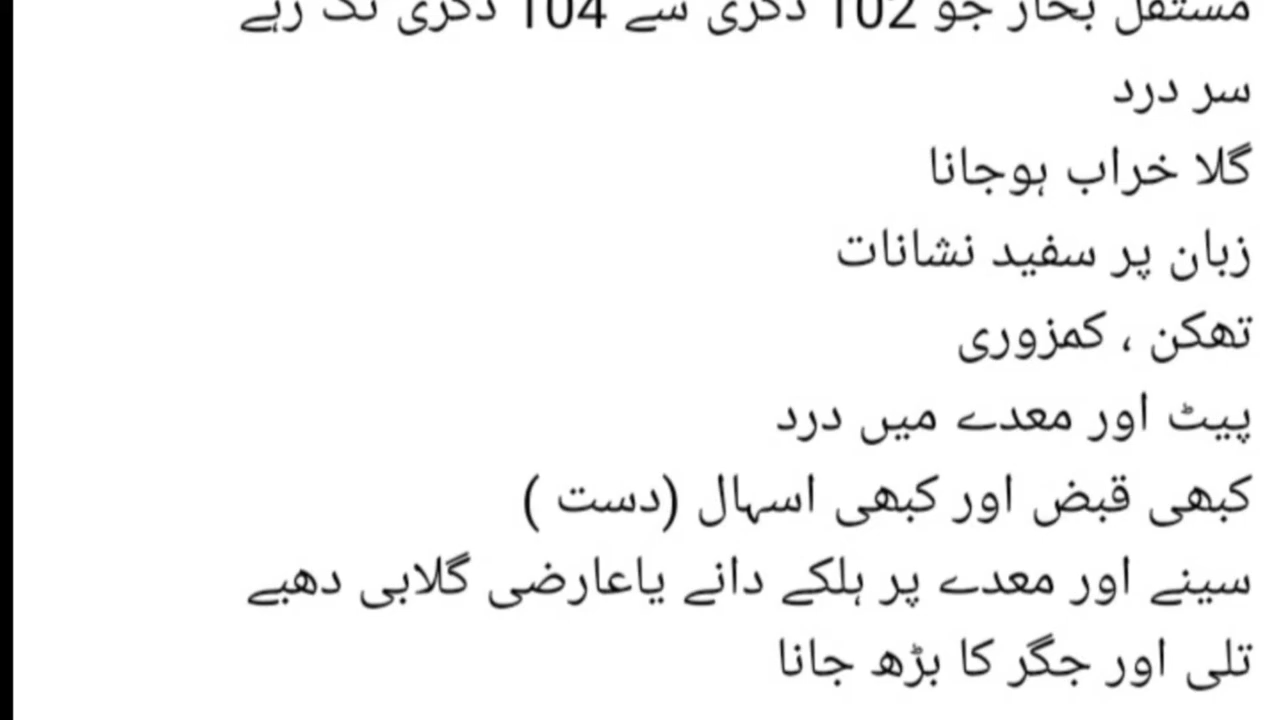 مستقل بخار جو 102 ڈگری سے 104 ڈگری تک رہے
سر درد
گلا خراب ہوجانا
زبان پر سفید نشانات
تھکن ، کمزوری
پیٹ اور معدے میں درد
کبھی قبض اور کبھی اسہال (دست )
سینے اور معدے پر ہلکے دانے یاعارضی گلابی دھبے
تلی اور جگر کا بڑھ جانا